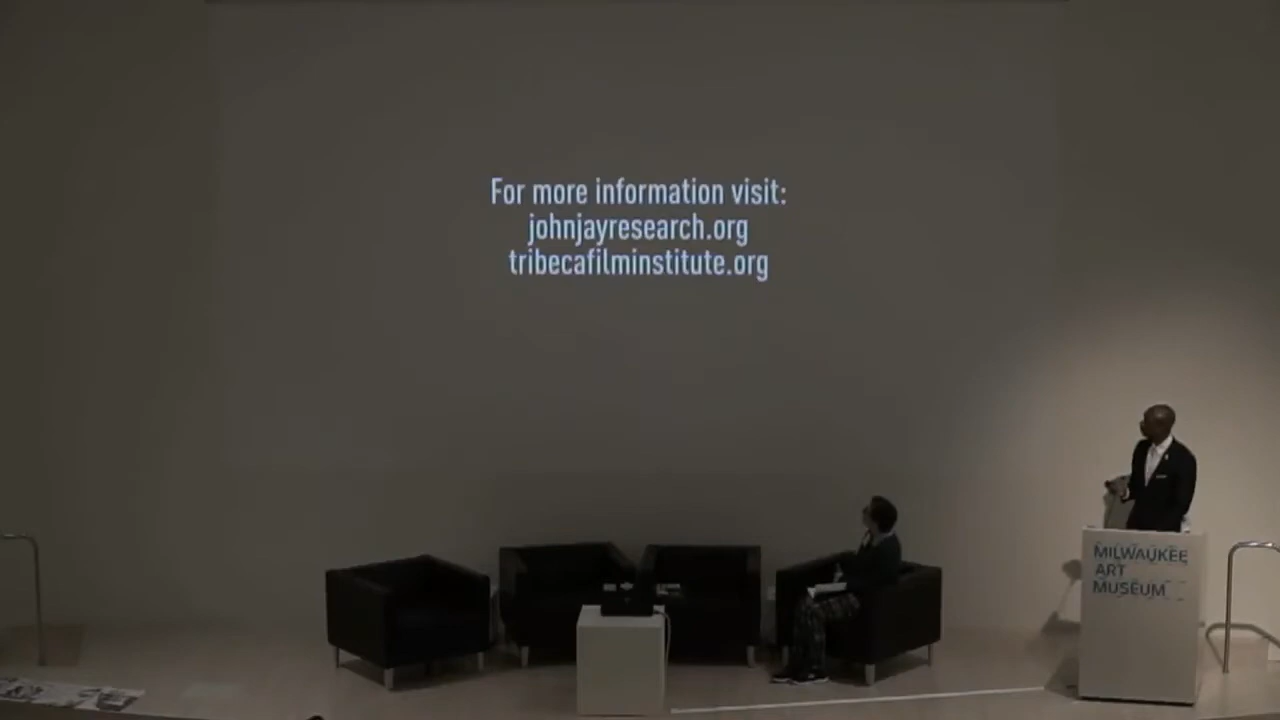 For more information visit:
johnjayresearch.org
tribecafilminstitute.org
MILWAUKEE
ART
MUSEUM